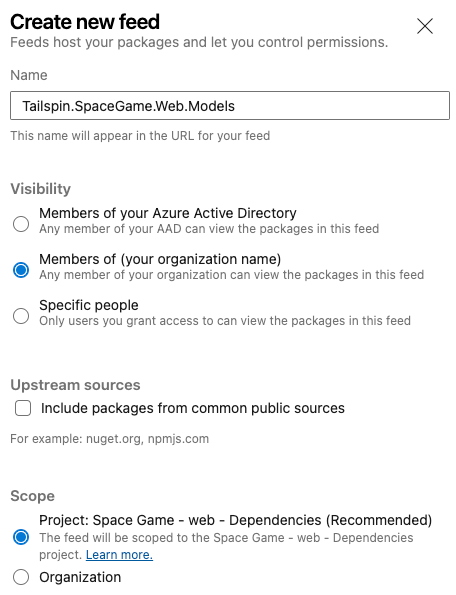 Create new feed
Feeds host your packages and let you control permissions.
Name
Tailspin.SpaceGame.Web.Models
This name will appear in the URL for your feed
Visibility
Members of your Azure Active Directory
Any member of your AAD can view the packages in this feed
Members of (your organization name)
Any member of your organization can view the packages in this feed
Specific people
Only users you grant access to can view the packages in this feed
Upstream sources
Include packages from common public sources
For example: nuget.org, npmjs.com
Scope
Project: Space Game - web - Dependencies (Recommended)
The feed will be scoped to the Space Game - web - Dependencies
project. Learn more.
Organization